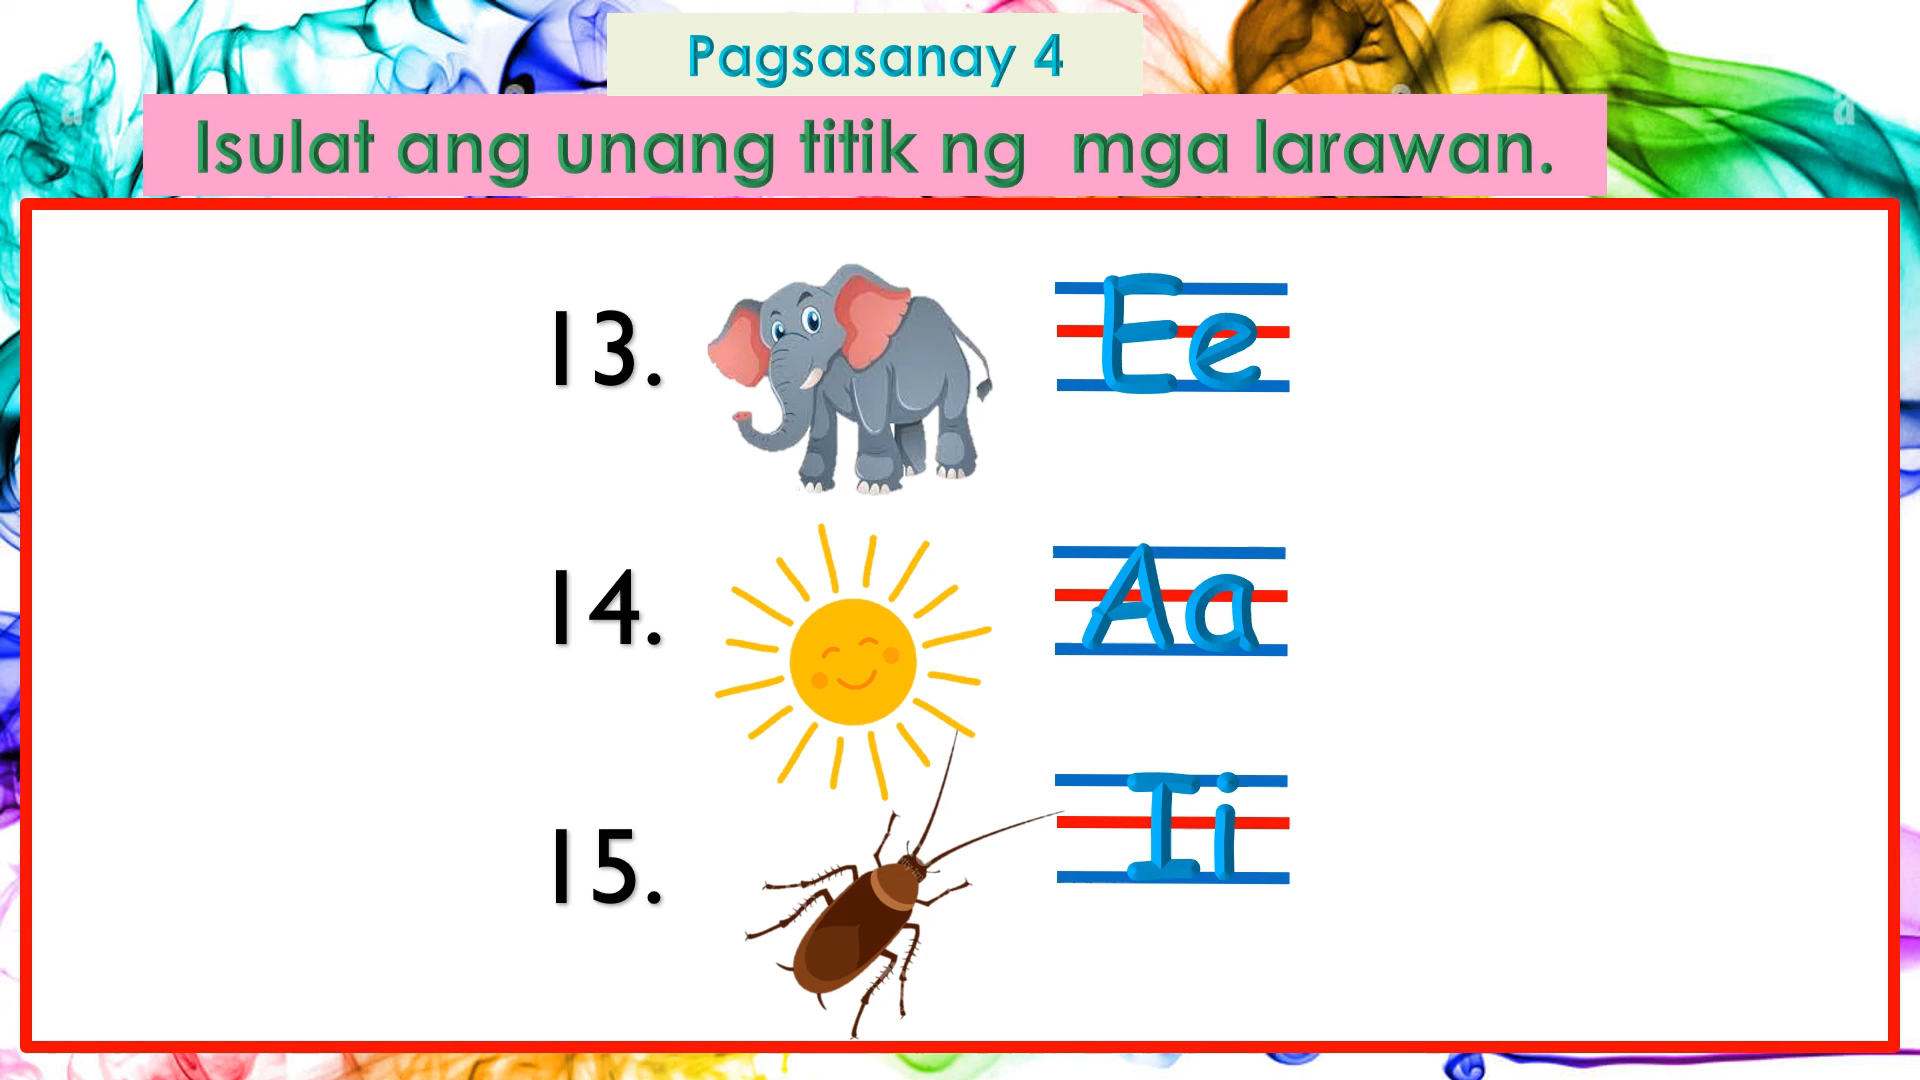 Pagsasanay 4
Isulat ang unang titik ng mga larawan.
13. Ee
14. Aa
15. Ii